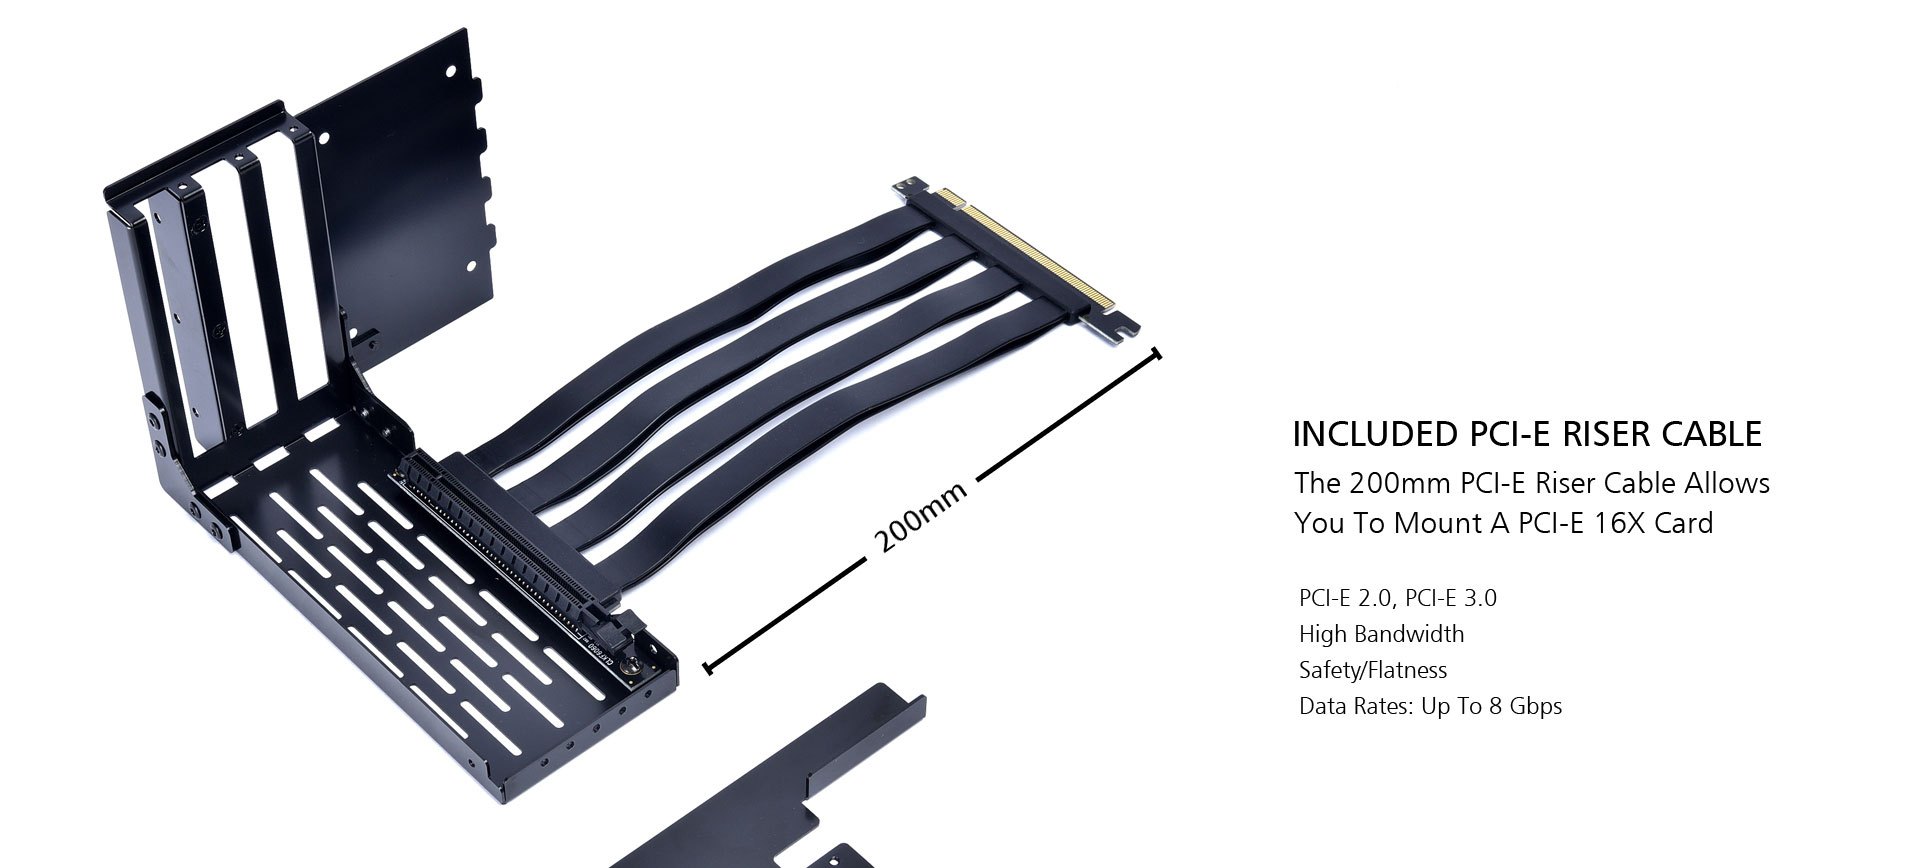 INCLUDED PCI-E RISER CABLE
The 200mm PCI-E Riser Cable Allows
You To Mount A PCI-E 16X Card
PCI-E 2.0, PCI-E 3.0
High Bandwidth
Safety/Flatness
Data Rates: Up To 8 Gbps
200mm